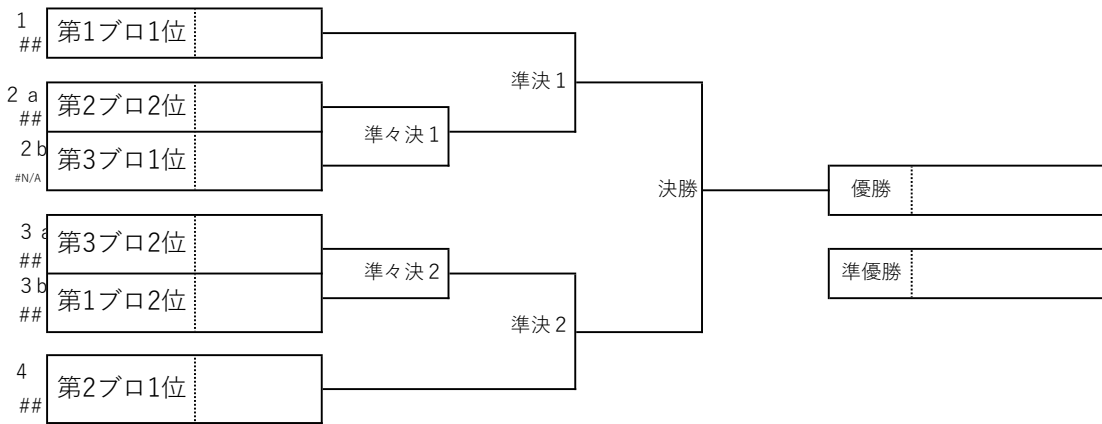 1
##
第1ブロ1位
準決1
2 a
##
第2ブロ2位
準々決1
2 b
#N/A
第3ブロ1位
決勝
優勝
3 a
##
第3ブロ2位
準々決2
準優勝
3 b
##
第1ブロ2位
準決2
4
##
第2ブロ1位